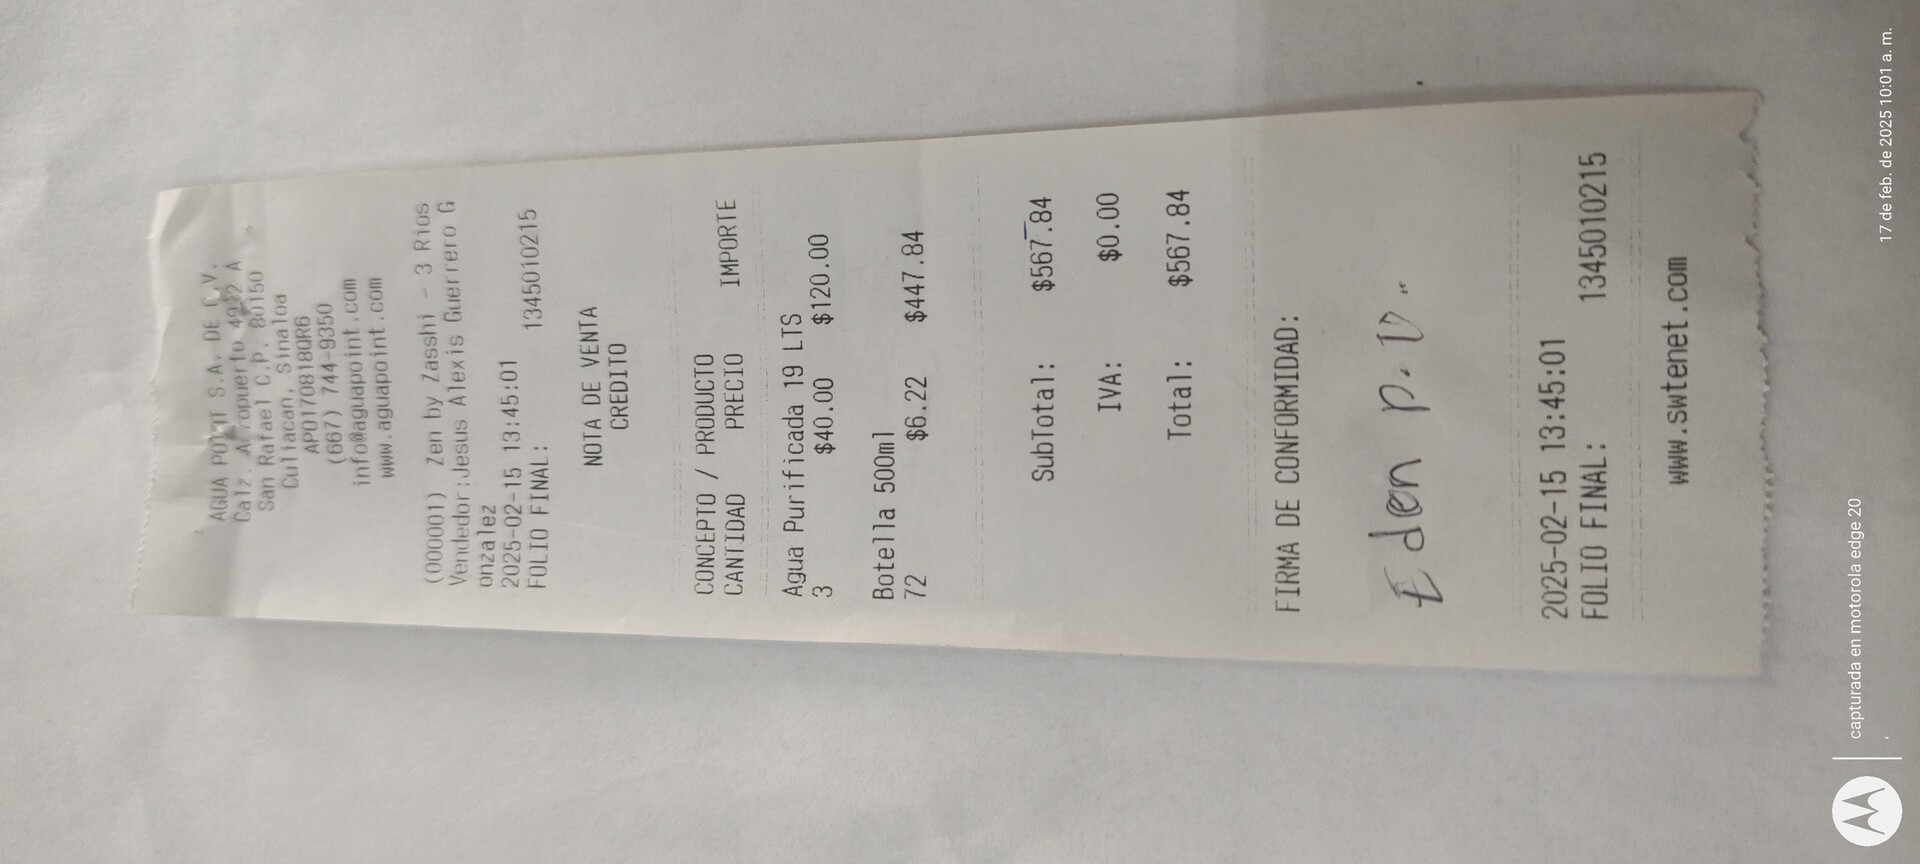 AGUA POINT S.A. DE C.V.
Calz. Aeropuerto 4912 A
San Rafael C.P. 80150
Culiacan, Sinaloa
APO170818QR6
(667) 744-9350
info@aguapoint.com
www.aguapoint.com
(000001) Zen by Zasshi - 3 Rios
Vendedor:Jesus Alexis Guerrero G
onzalez
2025-02-15 13:45:01
FOLIO FINAL: 1345010215
NOTA DE VENTA
CREDITO
CONCEPTO / PRODUCTO
CANTIDAD PRECIO IMPORTE
Agua Purificada 19 LTS
3 $40.00 $120.00
Botella 500ml
72 $6.22 $447.84
SubTotal: $567.84
IVA: $0.00
Total: $567.84
FIRMA DE CONFORMIDAD:
Eden P.V.
2025-02-15 13:45:01
FOLIO FINAL: 1345010215
www.swtenet.com
capturada en motorola edge 20
17 de feb. de 2025 10:01 a. m.